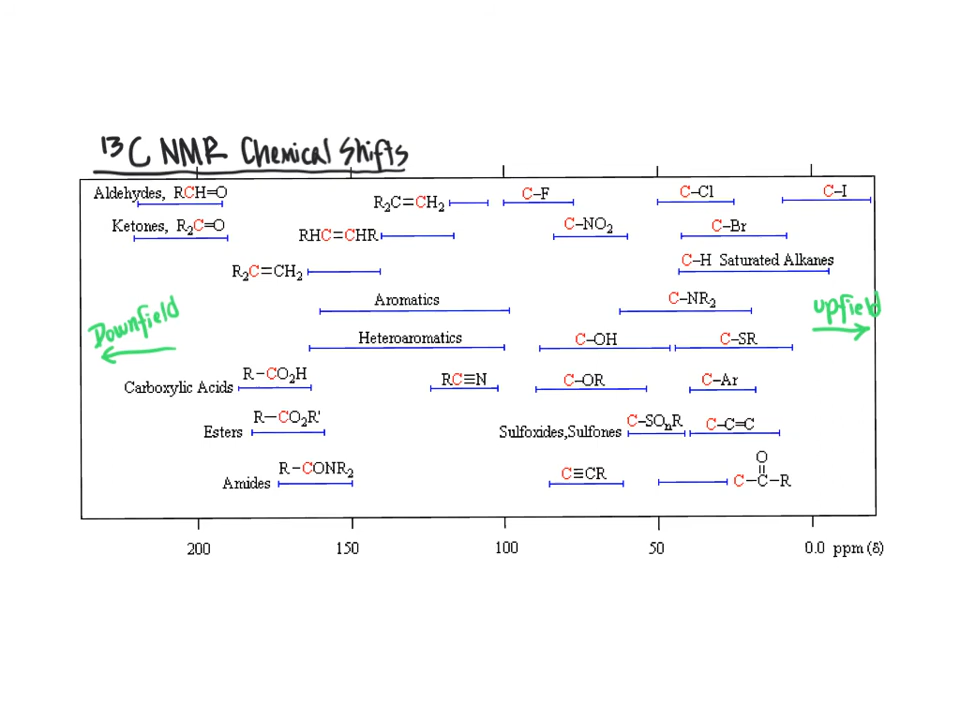 13C NMR Chemical Shifts
Aldehydes, RCH=O
R2C=CH2
C–F
C–Cl
C–I
Ketones, R2C=O
RHC=CHR
C–NO2
C–Br
R2C=CH2
C–H Saturated Alkanes
Aromatics
C–NR2
Downfield
upfield
Heteroaromatics
C–OH
C–SR
Carboxylic Acids
R–CO2H
RC≡N
C–OR
C–Ar
Esters
R–CO2R'
Sulfoxides,Sulfones
C–SOnR
C–C=C
Amides
R–CONR2
C≡CR
O
C–C–R
200
150
100
50
0.0 ppm (δ)